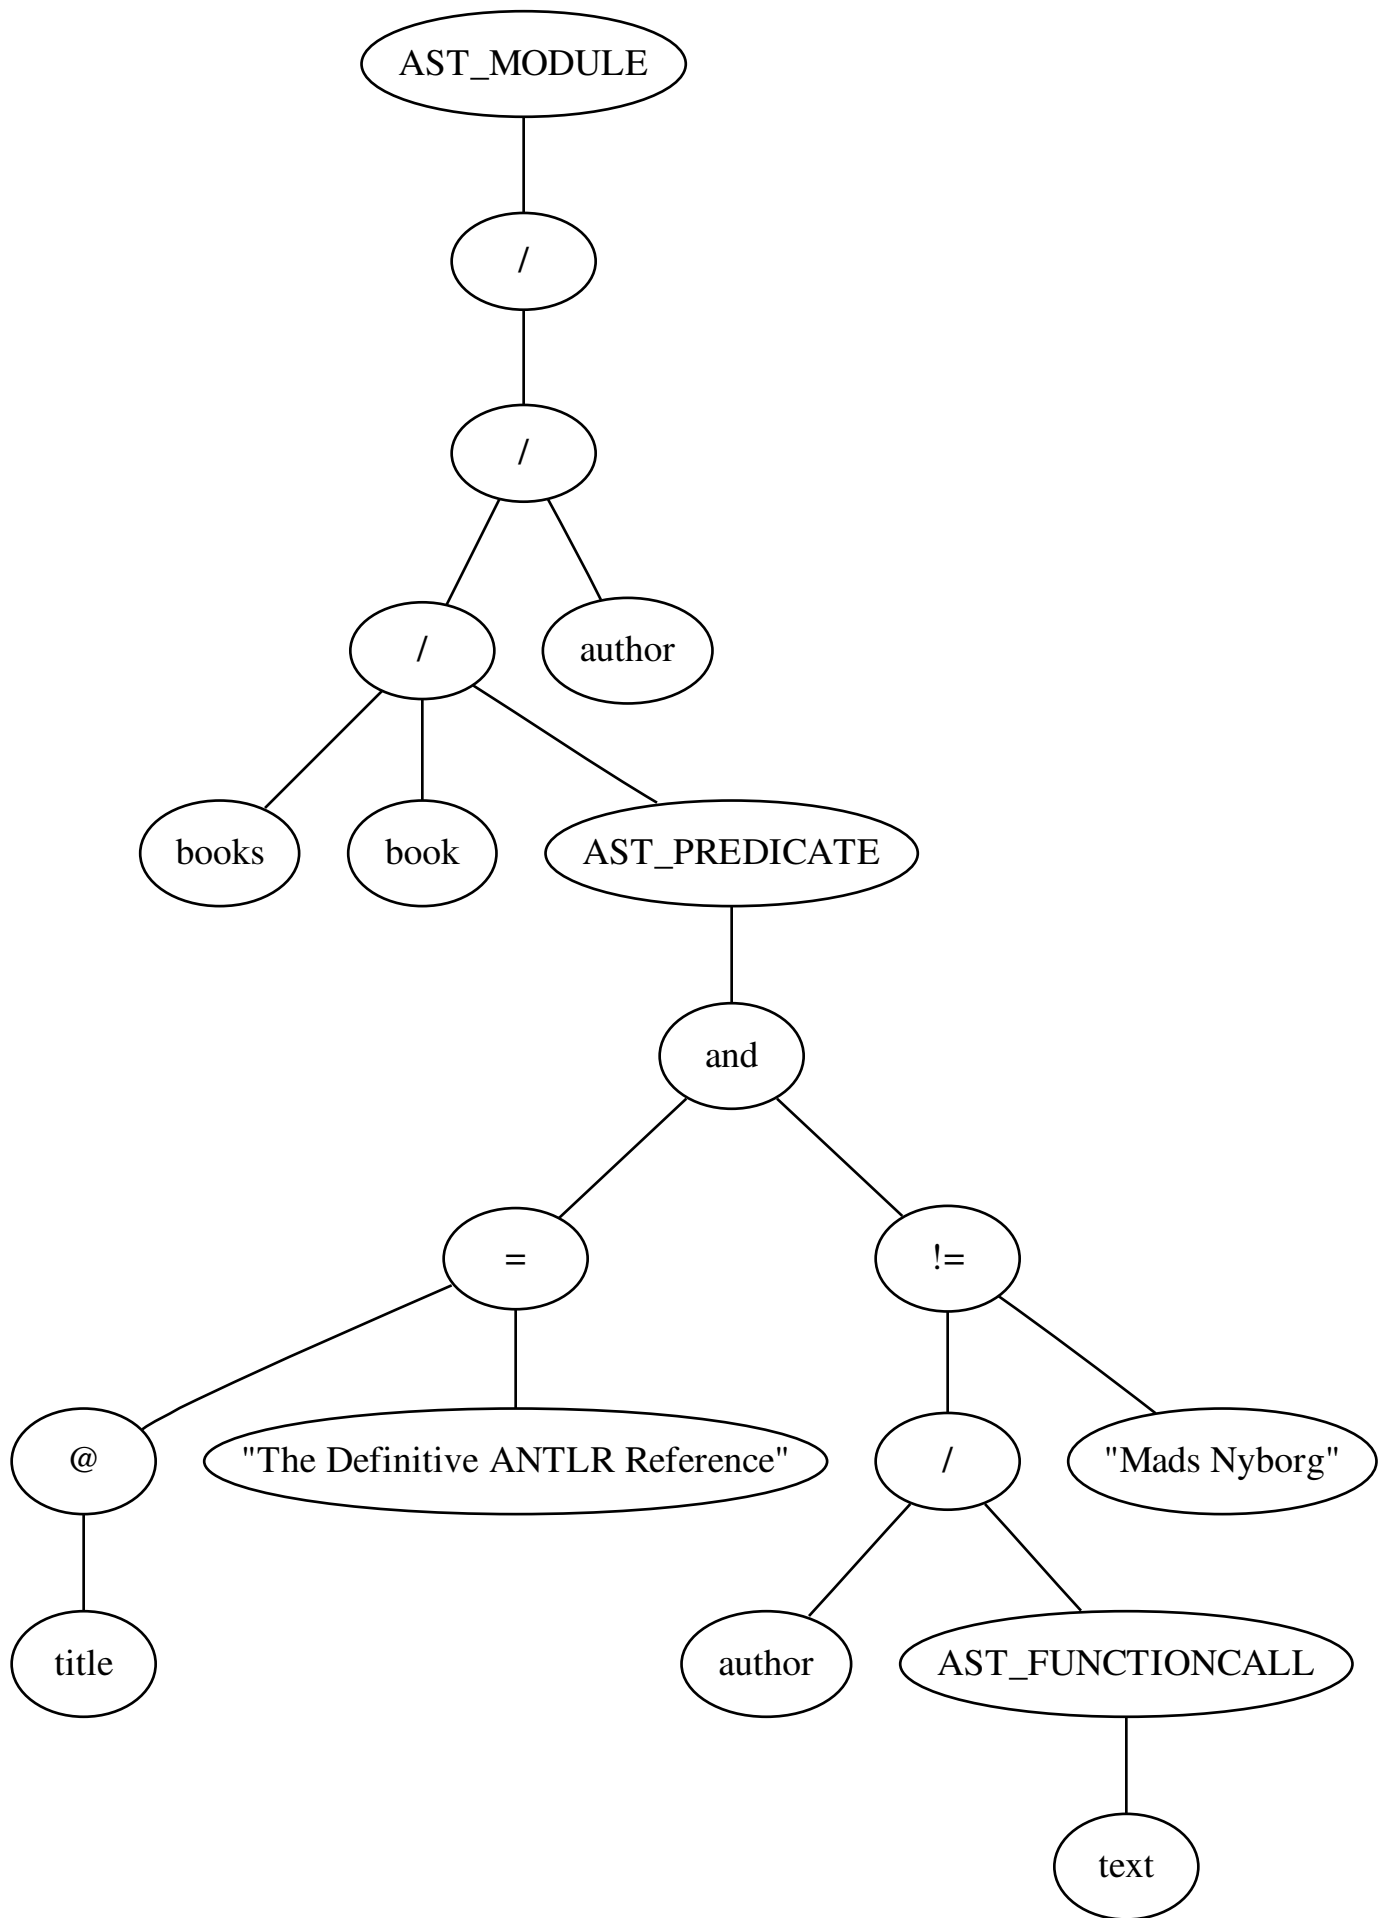 AST_MODULE
/
/
/
author
books
book
AST_PREDICATE
and
=
!=
@
"The Definitive ANTLR Reference"
/
"Mads Nyborg"
title
author
AST_FUNCTIONCALL
text